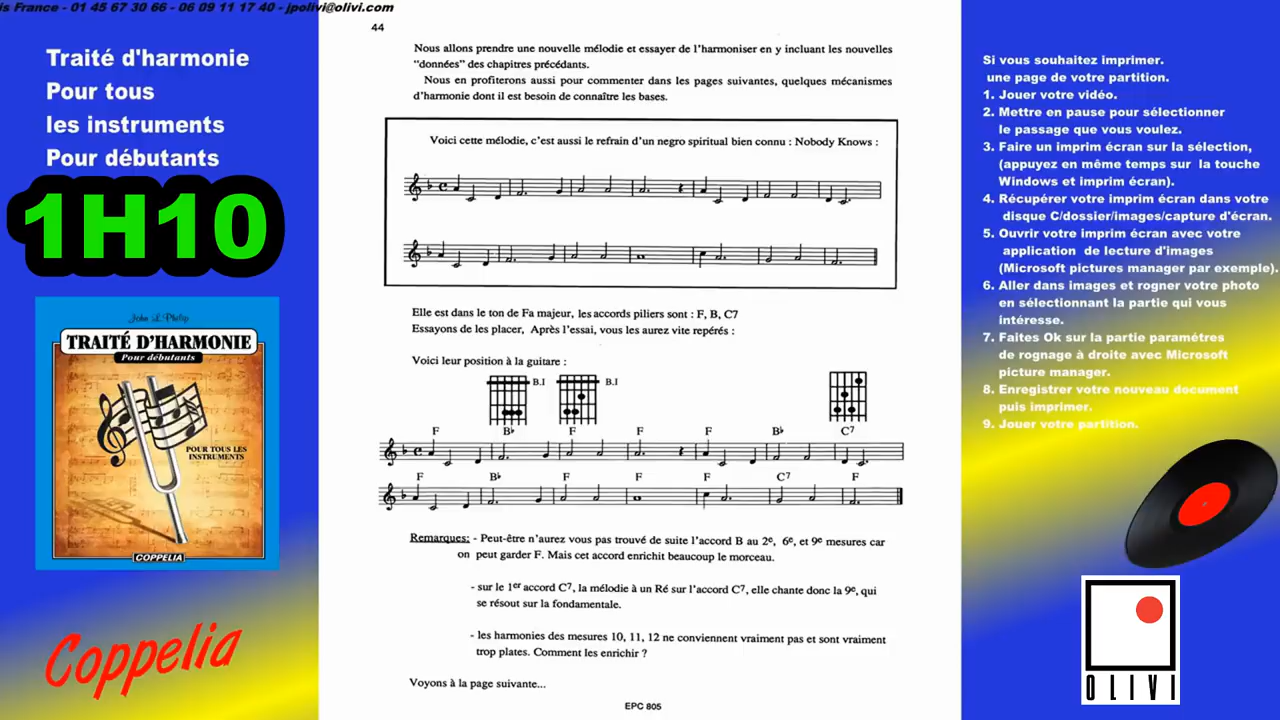 is France - 01 45 67 30 66 - 06 09 11 17 40 - jpolivi@olivi.com
Traité d'harmonie
Pour tous
les instruments
Pour débutants
1H10
John L. Philip
TRAITÉ D'HARMONIE
Pour débutants
POUR TOUS LES
INSTRUMENTS
COPPELIA
Coppelia
44
Nous allons prendre une nouvelle mélodie et essayer de l'harmoniser en y incluant les nouvelles
"données" des chapitres précédants.
Nous en profiterons aussi pour commenter dans les pages suivantes, quelques mécanismes
d'harmonie dont il est besoin de connaître les bases.
Voici cette mélodie, c'est aussi le refrain d'un negro spiritual bien connu : Nobody Knows :
Elle est dans le ton de Fa majeur, les accords piliers sont : F, B, C7
Essayons de les placer, Après l'essai, vous les aurez vite repérés :
Voici leur position à la guitare :
B.I B.I
F B♭ F F F B♭ C7
F B♭ F F F C7 F
Remarques: - Peut-être n'aurez vous pas trouvé de suite l'accord B au 2e, 6e, et 9e mesures car
on peut garder F. Mais cet accord enrichit beaucoup le morceau.
- sur le 1er accord C7, la mélodie à un Ré sur l'accord C7, elle chante donc la 9e, qui
se résout sur la fondamentale.
- les harmonies des mesures 10, 11, 12 ne conviennent vraiment pas et sont vraiment
trop plates. Comment les enrichir ?
Voyons à la page suivante...
EPC 805
Si vous souhaitez imprimer.
une page de votre partition.
1. Jouer votre vidéo.
2. Mettre en pause pour sélectionner
le passage que vous voulez.
3. Faire un imprim écran sur la sélection,
(appuyez en même temps sur la touche
Windows et imprim écran).
4. Récupérer votre imprim écran dans votre
disque C/dossier/images/capture d'écran.
5. Ouvrir votre imprim écran avec votre
application de lecture d'images
(Microsoft pictures manager par exemple).
6. Aller dans images et rogner votre photo
en sélectionnant la partie qui vous
intéresse.
7. Faites Ok sur la partie paramétres
de rognage à droite avec Microsoft
picture manager.
8. Enregistrer votre nouveau document
puis imprimer.
9. Jouer votre partition.
OLIVI